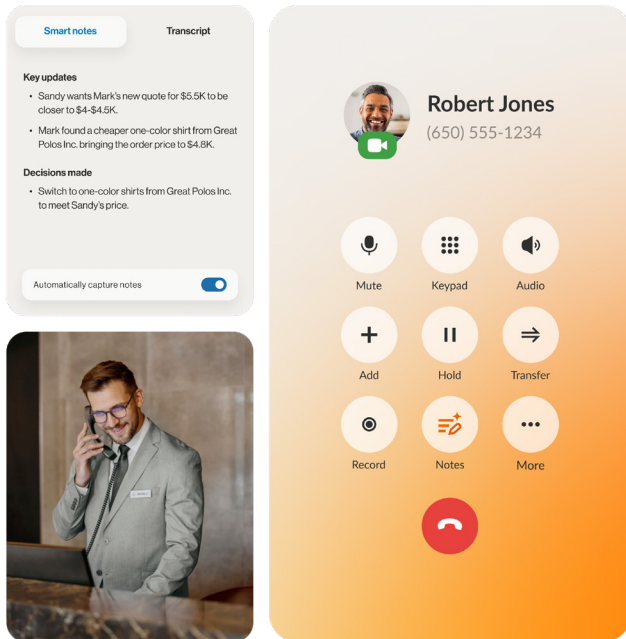 Smart notes
Transcript
Key updates
• Sandy wants Mark's new quote for $5.5K to be
closer to $4-$4.5K.
• Mark found a cheaper one-color shirt from Great
Polos Inc. bringing the order price to $4.8K.
Decisions made
• Switch to one-color shirts from Great Polos Inc.
to meet Sandy's price.
Automatically capture notes
Robert Jones
(650) 555-1234
Mute
Keypad
Audio
Add
Hold
Transfer
Record
Notes
More